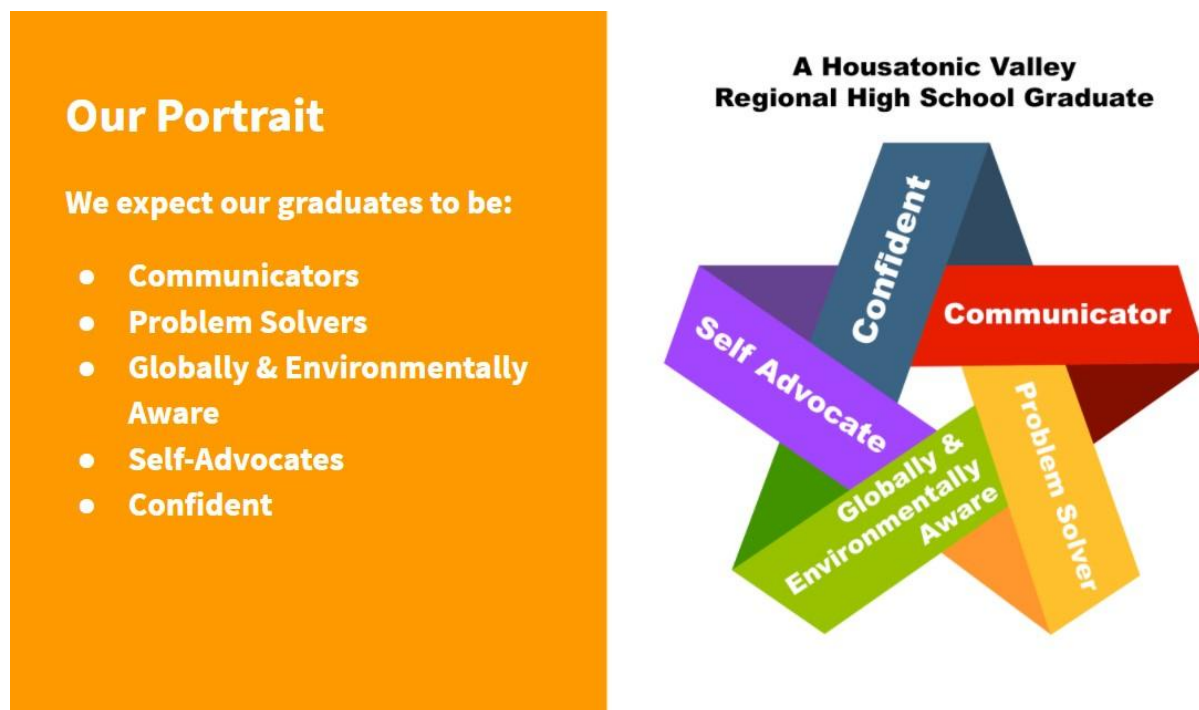 Our Portrait
We expect our graduates to be:
● Communicators
● Problem Solvers
● Globally & Environmentally
Aware
● Self-Advocates
● Confident
A Housatonic Valley
Regional High School Graduate
Confident
Communicator
Self Advocate
Problem Solver
Globally &
Environmentally
Aware